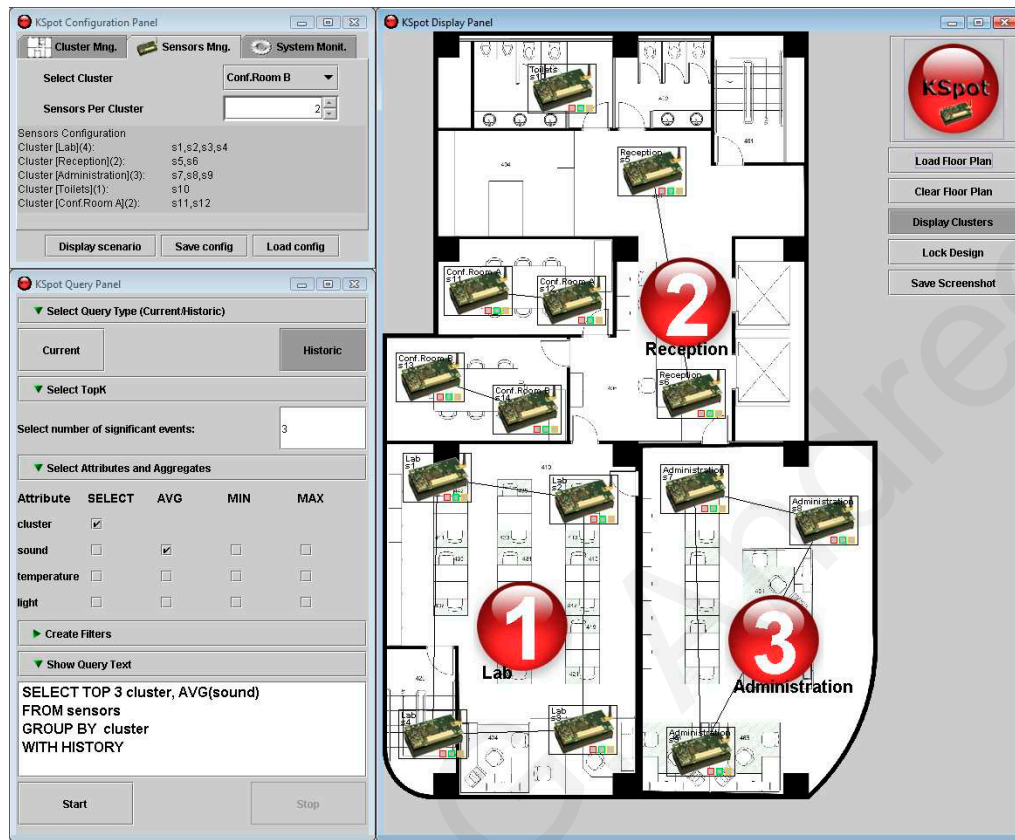 KSpot Configuration Panel
Cluster Mng.
Sensors Mng.
System Monit.
Select Cluster
Conf.Room B
Sensors Per Cluster
2
Sensors Configuration
Cluster [Lab](4): s1,s2,s3,s4
Cluster [Reception](2): s5,s6
Cluster [Administration](3): s7,s8,s9
Cluster [Toilets](1): s10
Cluster [Conf.Room A](2): s11,s12
Display scenario
Save config
Load config
KSpot Query Panel
Select Query Type (Current/Historic)
Current
Historic
Select TopK
Select number of significant events:
3
Select Attributes and Aggregates
Attribute SELECT AVG MIN MAX
cluster
sound
temperature
light
Create Filters
Show Query Text
SELECT TOP 3 cluster, AVG(sound)
FROM sensors
GROUP BY cluster
WITH HISTORY
Start
Stop
KSpot Display Panel
Toilets
Reception
s5
Conf.Room A
s11
Conf.Room A
s12
2
Reception
Conf.Room B
s13
Conf.Room B
s14
Reception
s6
Lab
s1
Lab
s2
Administration
s7
Administration
s8
1
Lab
3
Administration
Lab
s4
Lab
s3
Administration
s9
KSpot
Load Floor Plan
Clear Floor Plan
Display Clusters
Lock Design
Save Screenshot